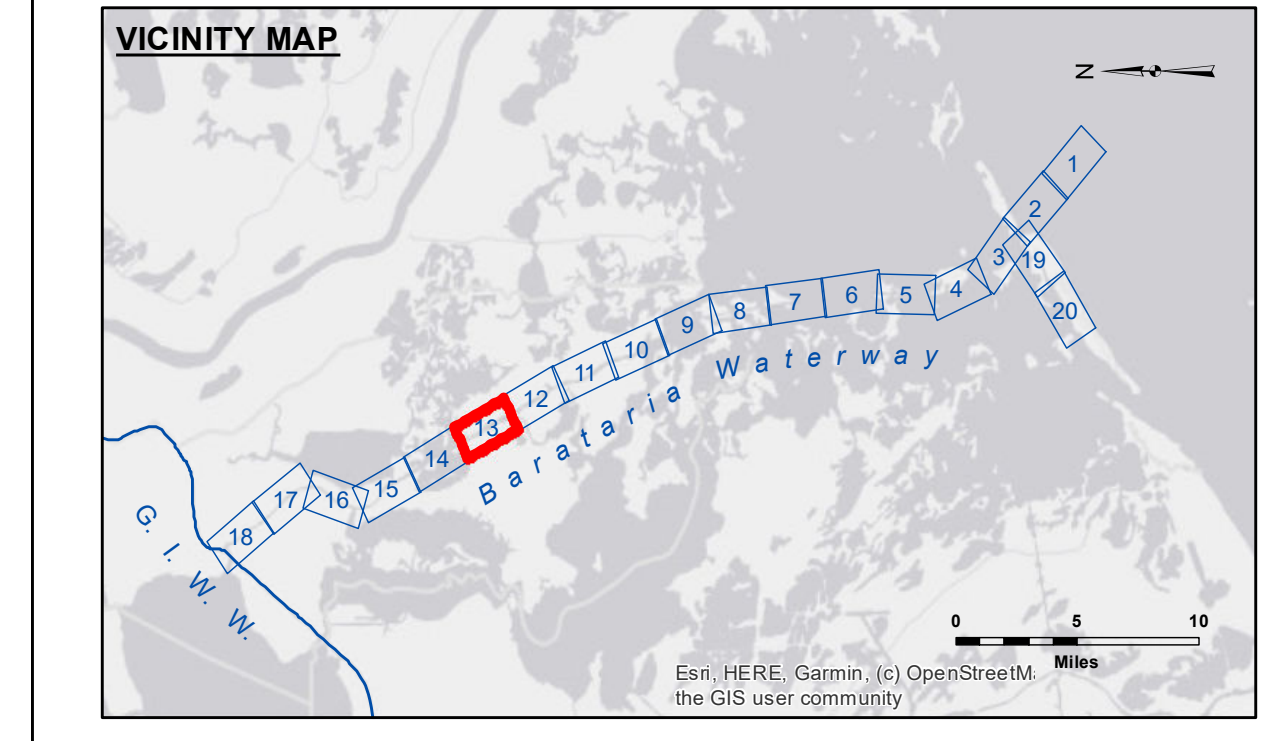 VICINITY MAP
N
1
2
3
19
4
20
5
6
7
8
9
10
11
12
13
14
15
16
17
18
Barataria Waterway
G. I. W. W.
0 5 10
Miles
Esri, HERE, Garmin, (c) OpenStreetM
the GIS user community